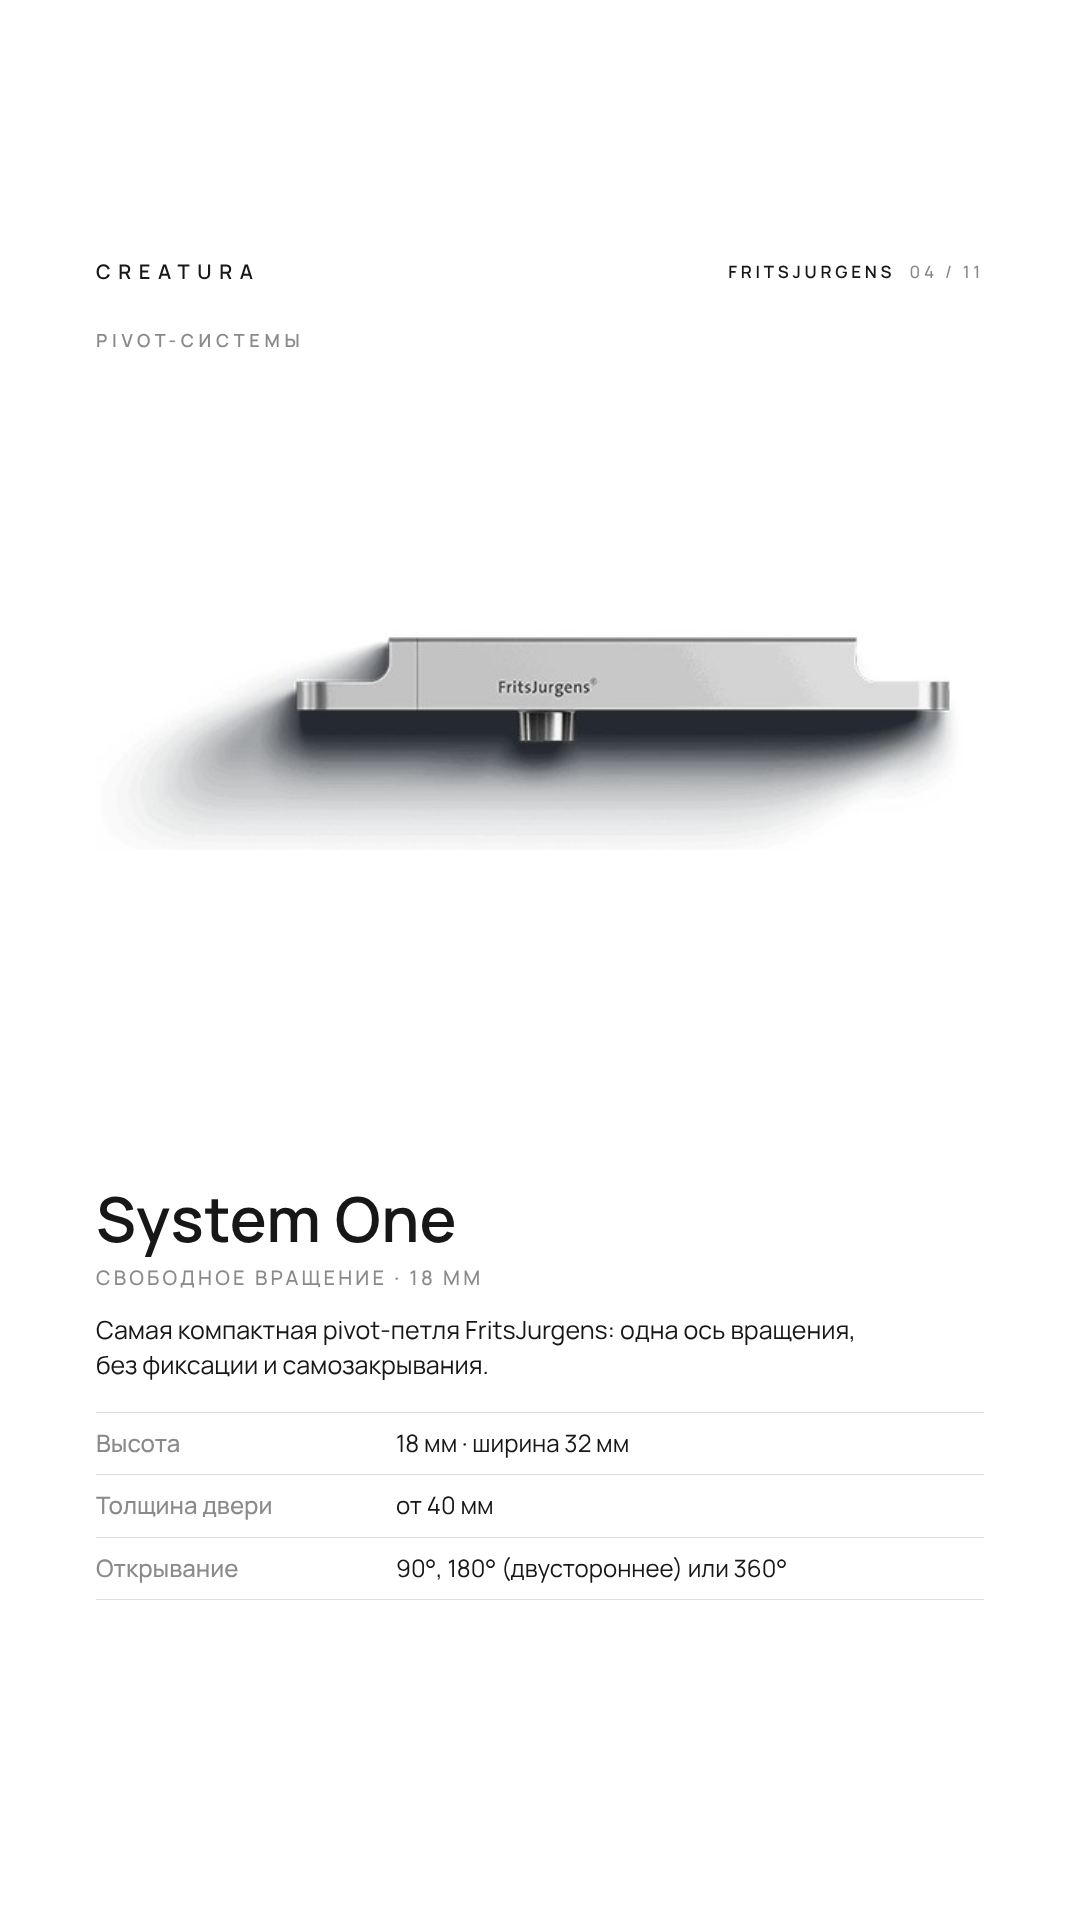 CREATURA
FRITSJURGENS 04 / 11
PIVOT-СИСТЕМЫ
FritsJurgens®
System One
СВОБОДНОЕ ВРАЩЕНИЕ · 18 ММ
Самая компактная pivot-петля FritsJurgens: одна ось вращения,
без фиксации и самозакрывания.
Высота 18 мм · ширина 32 мм
Толщина двери от 40 мм
Открывание 90°, 180° (двустороннее) или 360°